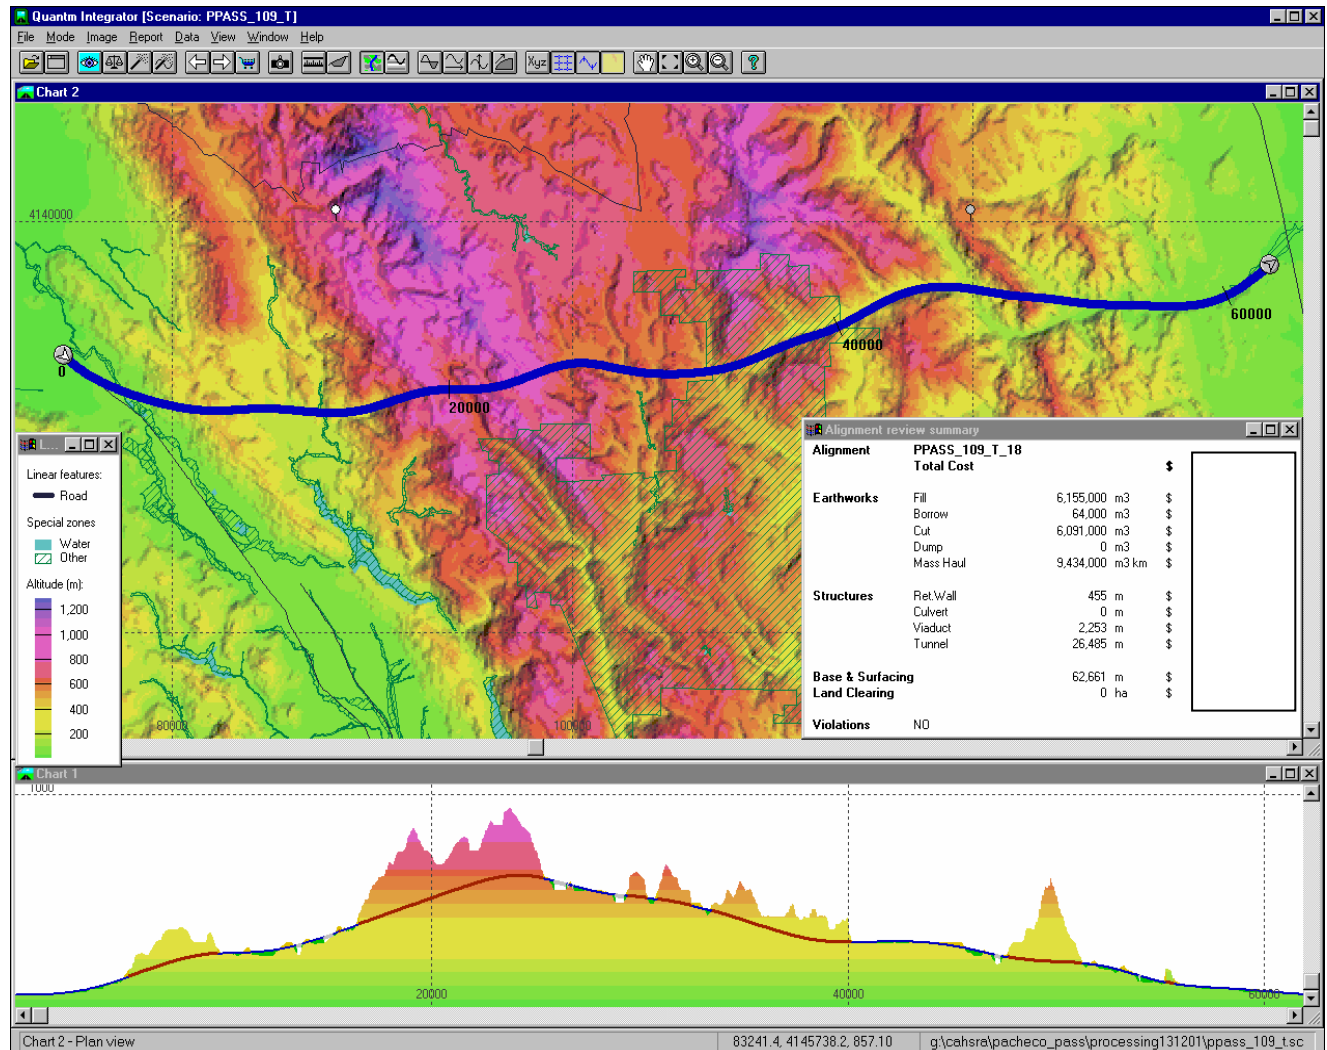 Quantm Integrator [Scenario: PPASS_109_T]
File Mode Image Report Data View Window Help
Xyz
Chart 2
4140000
0
20000
40000
60000
80000
100000
L...
Linear features:
Road
Special zones
Water
Other
Altitude (m):
1,200
1,000
800
600
400
200
Alignment review summary
Alignment PPASS_109_T_18
Total Cost $
Earthworks Fill 6,155,000 m3 $
Borrow 64,000 m3 $
Cut 6,091,000 m3 $
Dump 0 m3 $
Mass Haul 9,434,000 m3 km $
Structures Ret.Wall 455 m $
Culvert 0 m $
Viaduct 2,253 m $
Tunnel 26,485 m $
Base & Surfacing 62,661 m $
Land Clearing 0 ha $
Violations NO
Chart 1
1000
20000 40000 60000
Chart 2 - Plan view 83241.4, 4145738.2, 857.10 g:\cahsra\pacheco_pass\processing131201\ppass_109_t.sc